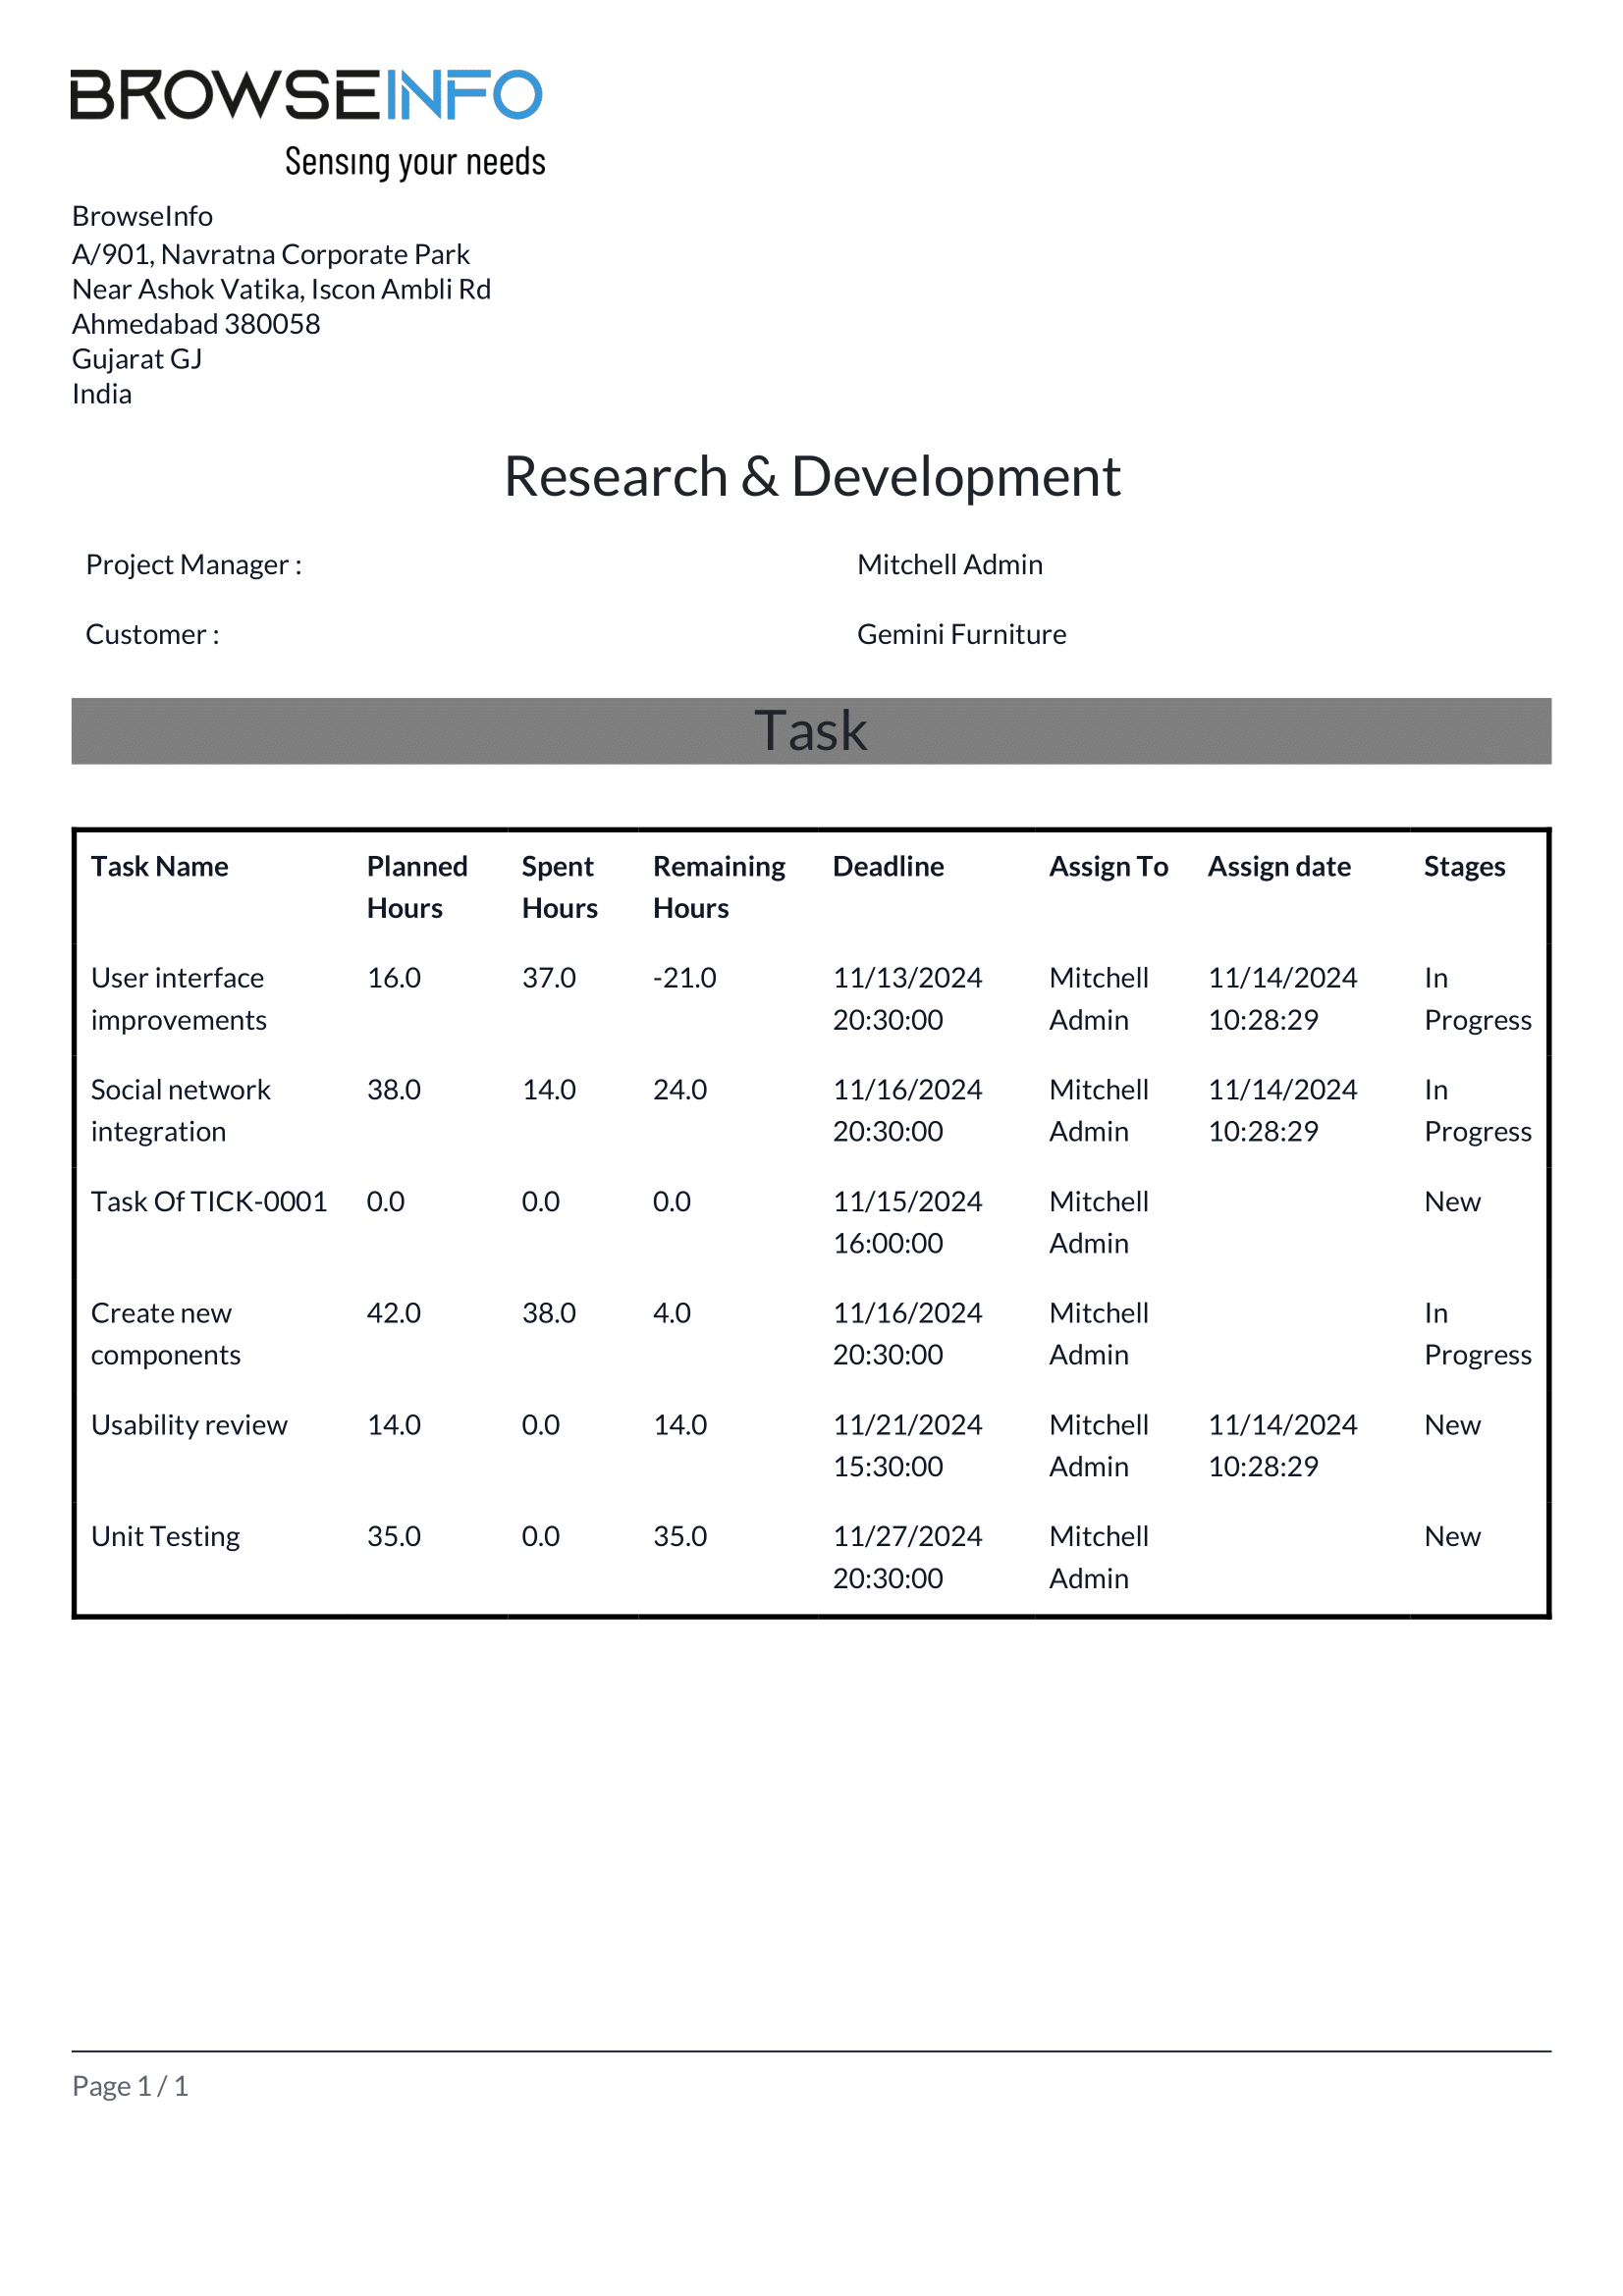 BROWSEINFO
Sensing your needs
BrowseInfo
A/901, Navratna Corporate Park
Near Ashok Vatika, Iscon Ambli Rd
Ahmedabad 380058
Gujarat GJ
India
Research & Development
Project Manager : Mitchell Admin
Customer : Gemini Furniture
Task
Task Name Planned Spent Remaining Deadline Assign To Assign date Stages
Hours Hours Hours
User interface 16.0 37.0 -21.0 11/13/2024 Mitchell 11/14/2024 In
improvements 20:30:00 Admin 10:28:29 Progress
Social network 38.0 14.0 24.0 11/16/2024 Mitchell 11/14/2024 In
integration 20:30:00 Admin 10:28:29 Progress
Task Of TICK-0001 0.0 0.0 0.0 11/15/2024 Mitchell New
16:00:00 Admin
Create new 42.0 38.0 4.0 11/16/2024 Mitchell In
components 20:30:00 Admin Progress
Usability review 14.0 0.0 14.0 11/21/2024 Mitchell 11/14/2024 New
15:30:00 Admin 10:28:29
Unit Testing 35.0 0.0 35.0 11/27/2024 Mitchell New
20:30:00 Admin
Page 1 / 1